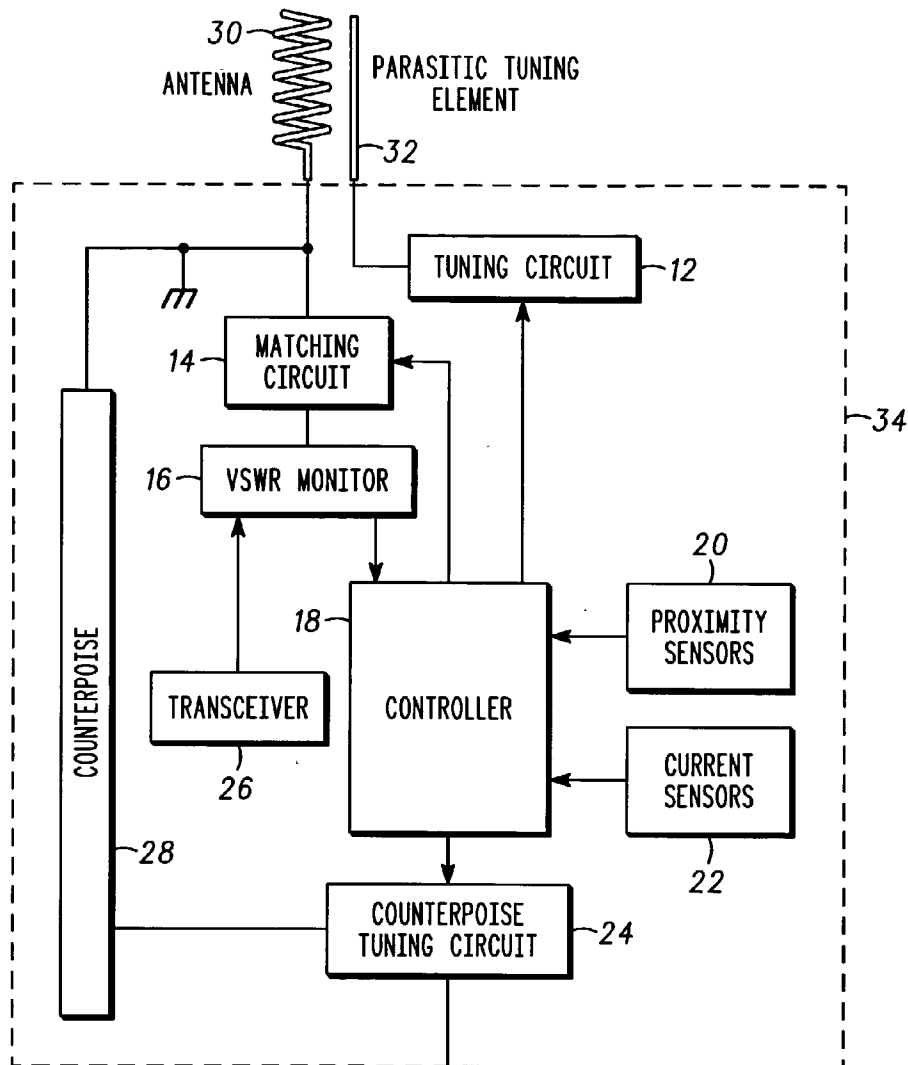 30
ANTENNA
PARASITIC TUNING
ELEMENT
32
TUNING CIRCUIT
12
14
MATCHING
CIRCUIT
34
16
VSWR MONITOR
20
18
PROXIMITY
SENSORS
COUNTERPOISE
TRANSCEIVER
CONTROLLER
26
CURRENT
SENSORS
28
22
COUNTERPOISE
TUNING CIRCUIT
24